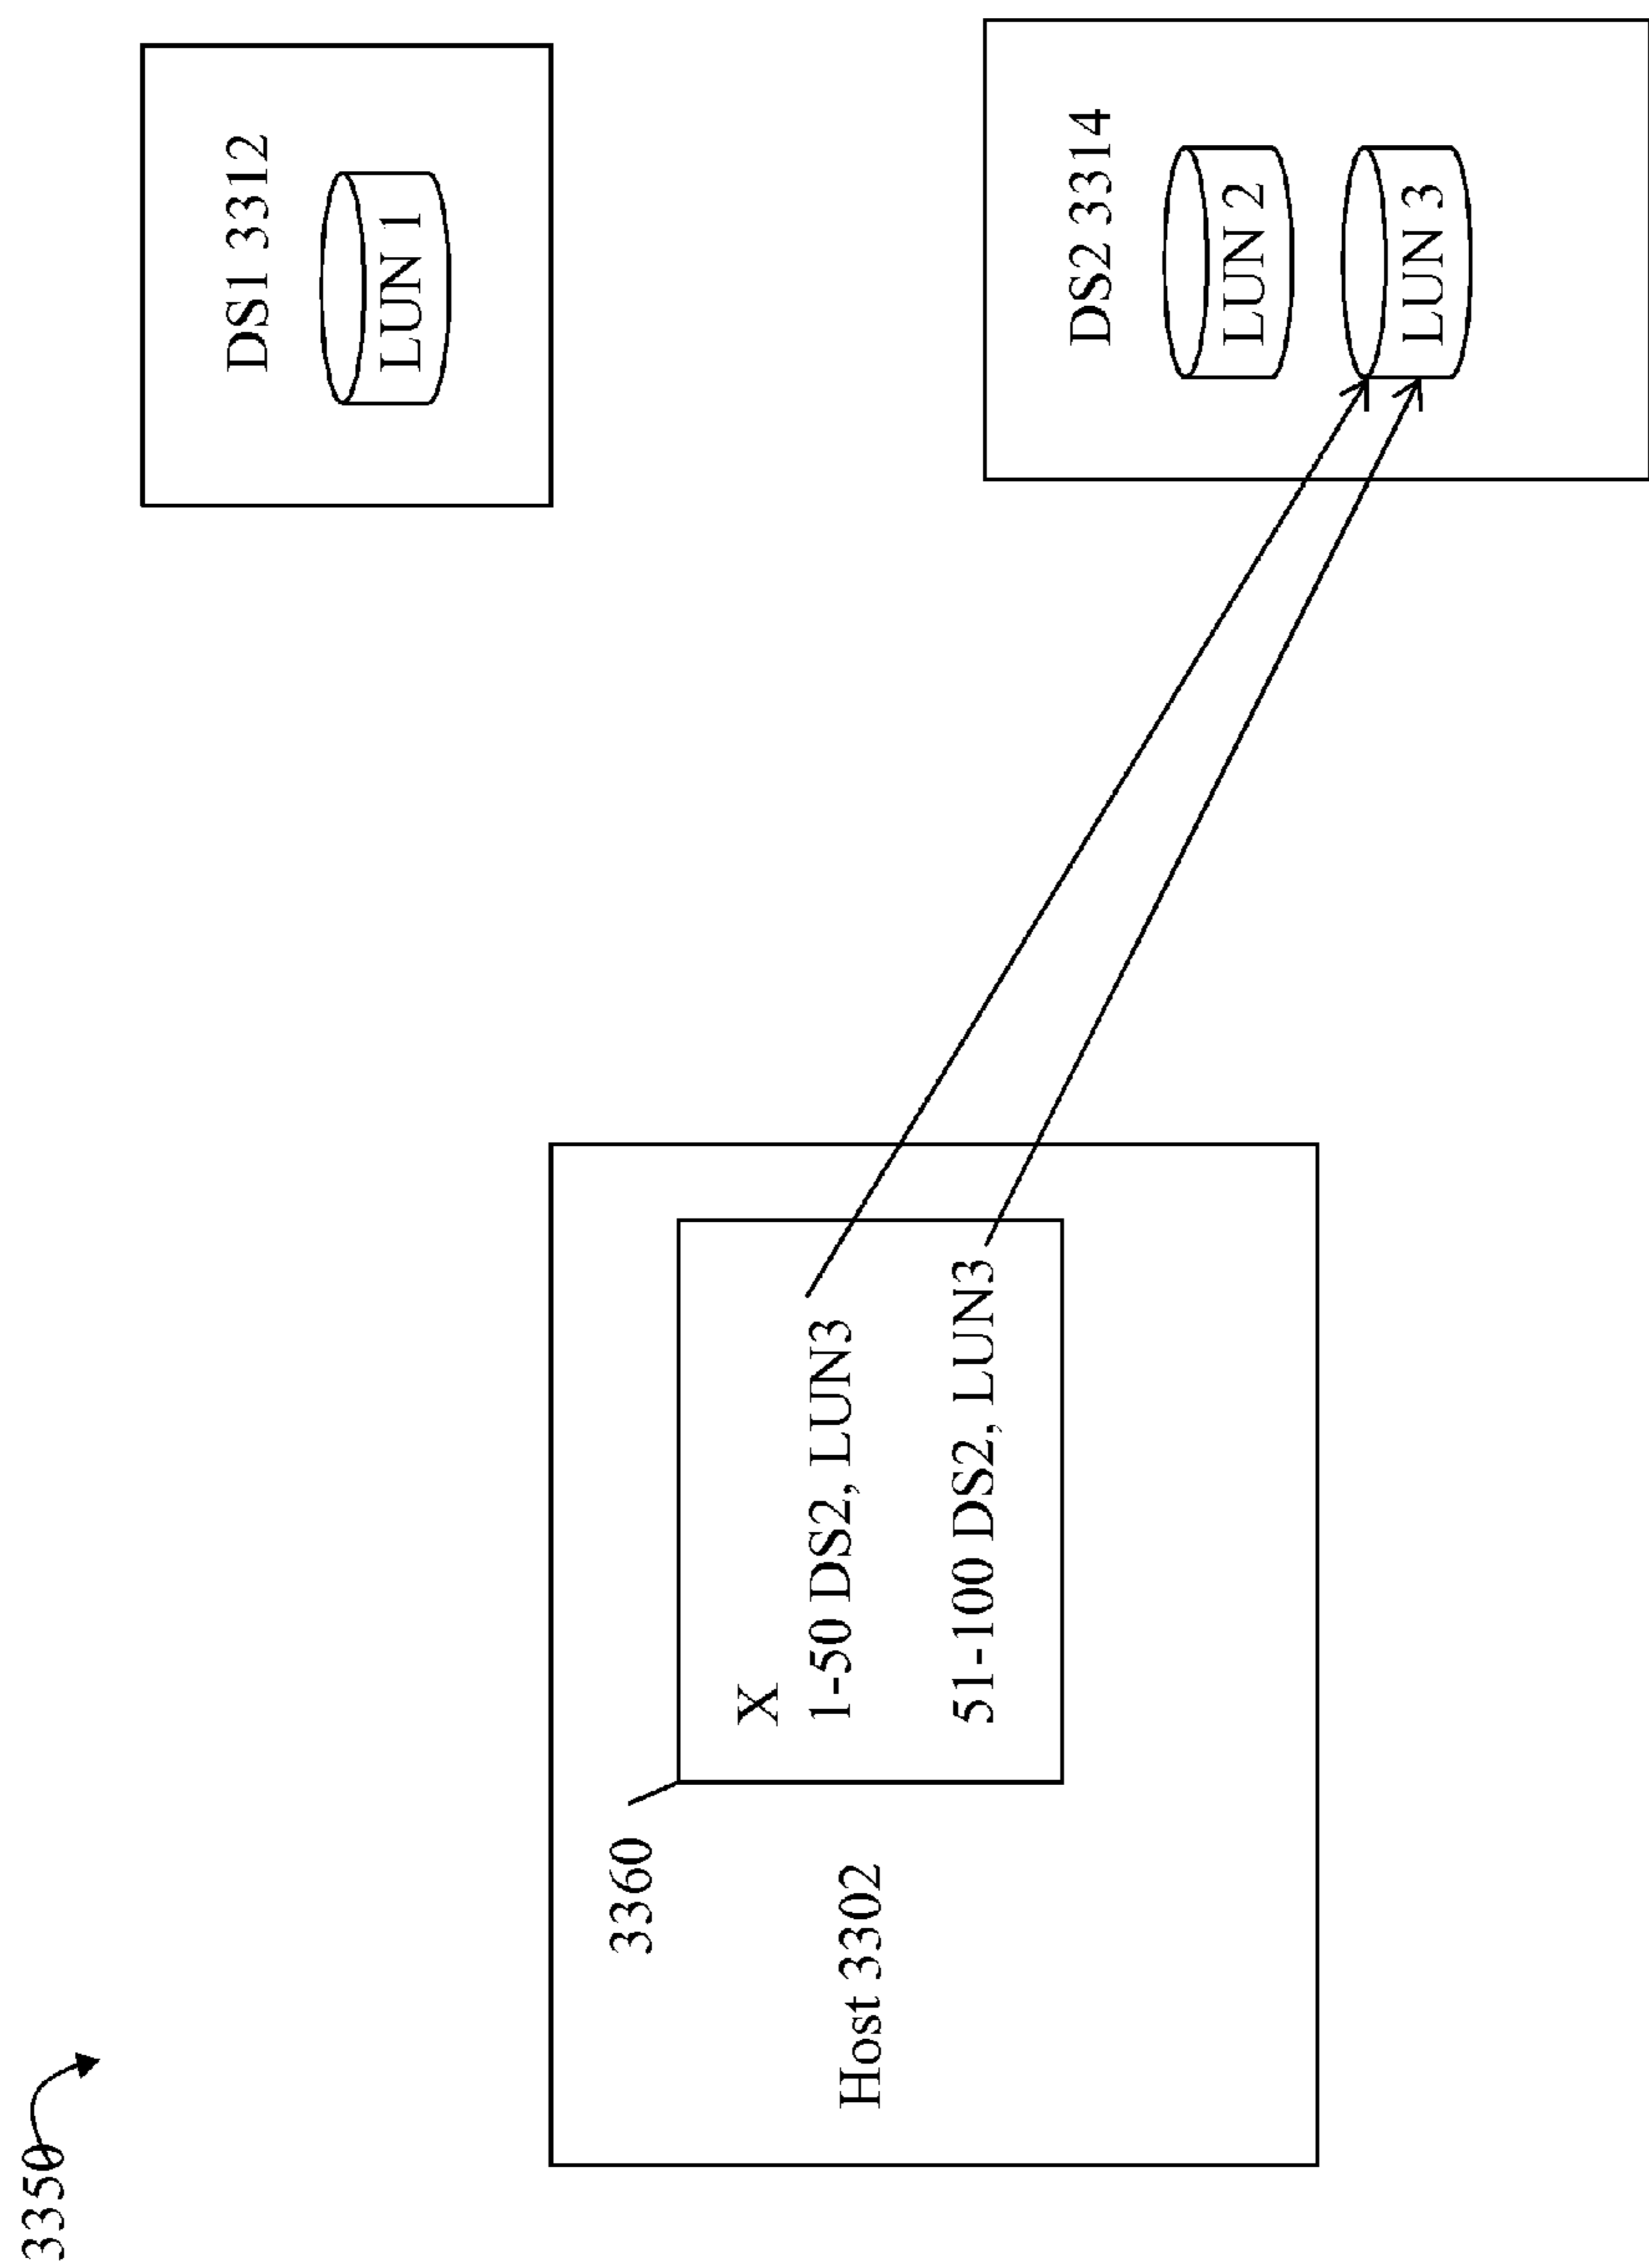 3350
DS1 3312
LUN 1
3360
X
1-50 DS2, LUN3
51-100 DS2, LUN3
Host 3302
DS2 3314
LUN 2
LUN 3